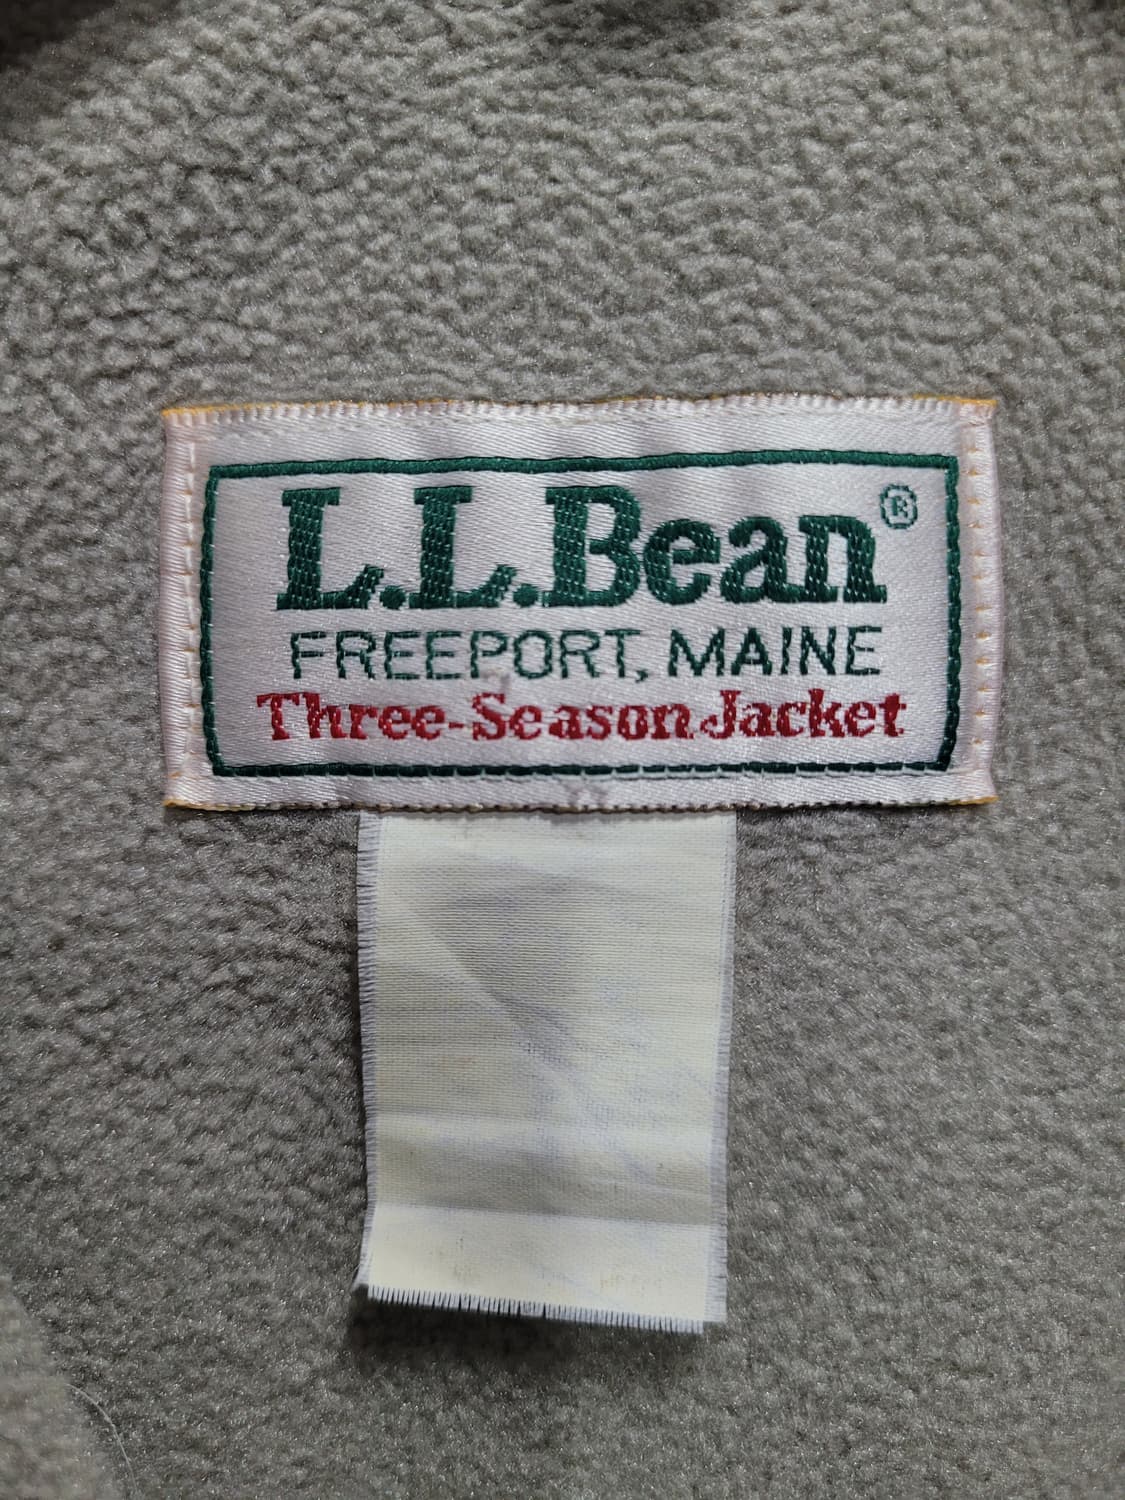 L.L.Bean®
FREEPORT, MAINE
Three-Season Jacket